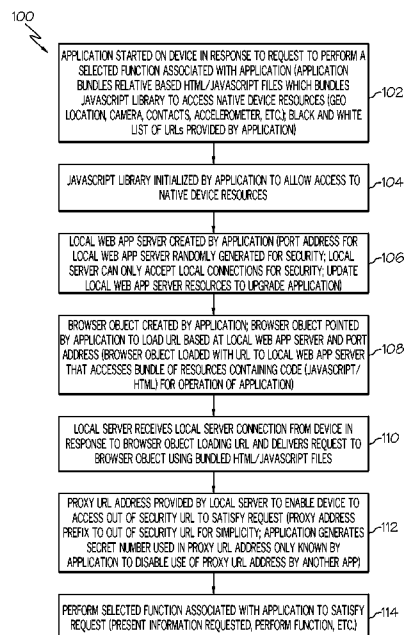 100
APPLICATION STARTED ON DEVICE IN RESPONSE TO REQUEST TO PERFORM A
SELECTED FUNCTION ASSOCIATED WITH APPLICATION (APPLICATION
BUNDLES RELATIVE BASED HTML/JAVASCRIPT FILES WHICH BUNDLES
JAVASCRIPT LIBRARY TO ACCESS NATIVE DEVICE RESOURCES (GEO
LOCATION, CAMERA, CONTACTS, ACCELEROMETER, ETC.); BLACK AND WHITE
LIST OF URLs PROVIDED BY APPLICATION)
102
JAVASCRIPT LIBRARY INITIALIZED BY APPLICATION TO ALLOW ACCESS TO
NATIVE DEVICE RESOURCES
104
LOCAL WEB APP SERVER CREATED BY APPLICATION (PORT ADDRESS FOR
LOCAL WEB APP SERVER RANDOMLY GENERATED FOR SECURITY; LOCAL
SERVER CAN ONLY ACCEPT LOCAL CONNECTIONS FOR SECURITY; UPDATE
LOCAL WEB APP SERVER RESOURCES TO UPGRADE APPLICATION)
106
BROWSER OBJECT CREATED BY APPLICATION; BROWSER OBJECT POINTED
BY APPLICATION TO LOAD URL BASED AT LOCAL WEB APP SERVER AND PORT
ADDRESS (BROWSER OBJECT LOADED WITH URL TO LOCAL WEB APP SERVER
THAT ACCESSES BUNDLE OF RESOURCES CONTAINING CODE (JAVASCRIPT/
HTML) FOR OPERATION OF APPLICATION)
108
LOCAL SERVER RECEIVES LOCAL SERVER CONNECTION FROM DEVICE IN
RESPONSE TO BROWSER OBJECT LOADING URL AND DELIVERS REQUEST TO
BROWSER OBJECT USING BUNDLED HTML/JAVASCRIPT FILES
110
PROXY URL ADDRESS PROVIDED BY LOCAL SERVER TO ENABLE DEVICE TO
ACCESS OUT OF SECURITY URL TO SATISFY REQUEST (PROXY ADDRESS
PREFIX TO OUT OF SECURITY URL FOR SIMPLICITY; APPLICATION GENERATES
SECRET NUMBER USED IN PROXY URL ADDRESS ONLY KNOWN BY
APPLICATION TO DISABLE USE OF PROXY URL ADDRESS BY ANOTHER APP)
112
PERFORM SELECTED FUNCTION ASSOCIATED WITH APPLICATION TO SATISFY
REQUEST (PRESENT INFORMATION REQUESTED, PERFORM FUNCTION, ETC.)
114